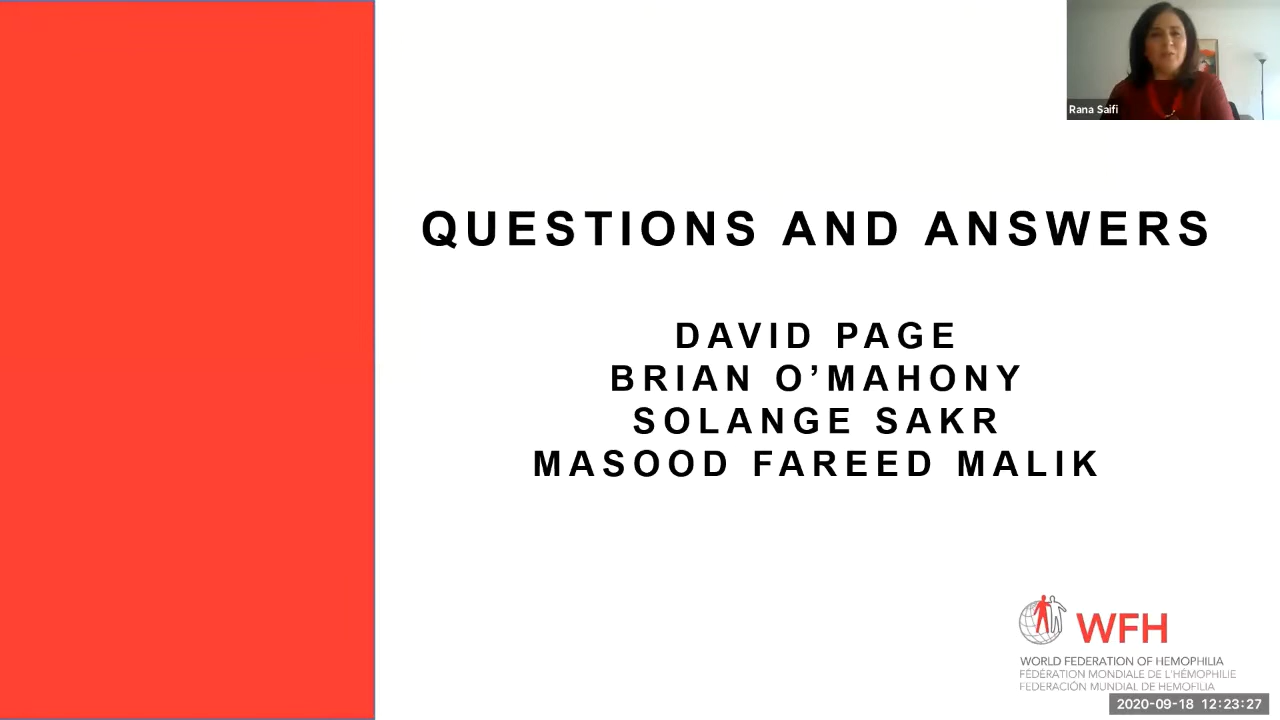 Rana Saifi
QUESTIONS AND ANSWERS
DAVID PAGE
BRIAN O’MAHONY
SOLANGE SAKR
MASOOD FAREED MALIK
WFH
WORLD FEDERATION OF HEMOPHILIA
FÉDÉRATION MONDIALE DE L'HÉMOPHILIE
FEDERACIÓN MUNDIAL DE HEMOFILIA
2020-09-18 12:23:27